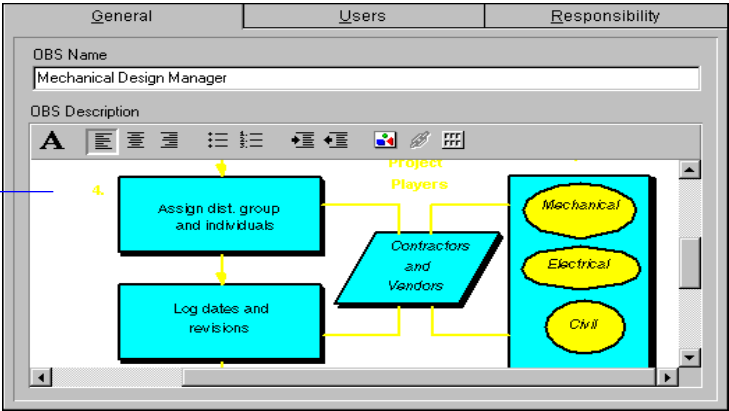 General
Users
Responsibility
OBS Name
Mechanical Design Manager
OBS Description
A
Project
Players
4.
Assign dist. group
and individuals
Mechanical
Contractors
and
Vendors
Electrical
Log dates and
revisions
Civil